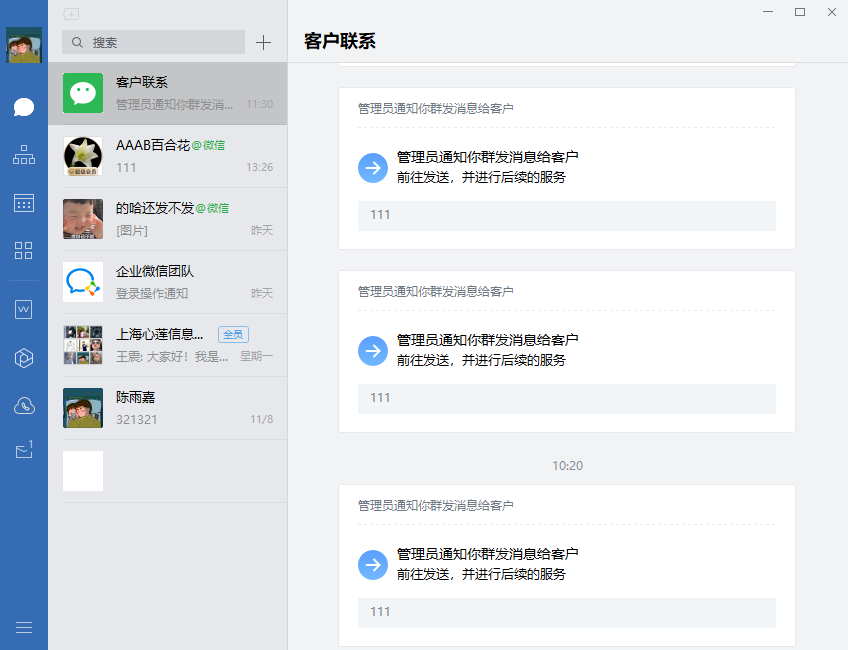 搜索
客户联系
管理员通知你群发消...
11:30
AAAB百合花@微信
111
13:26
的哈还发不发@微信
[图片]
昨天
企业微信团队
登录操作通知
昨天
上海心莲信息...
全员
王震: 大家好！我是...
星期一
陈雨嘉
321321
11/8
1
客户联系
管理员通知你群发消息给客户
管理员通知你群发消息给客户
前往发送，并进行后续的服务
111
管理员通知你群发消息给客户
管理员通知你群发消息给客户
前往发送，并进行后续的服务
111
10:20
管理员通知你群发消息给客户
管理员通知你群发消息给客户
前往发送，并进行后续的服务
111